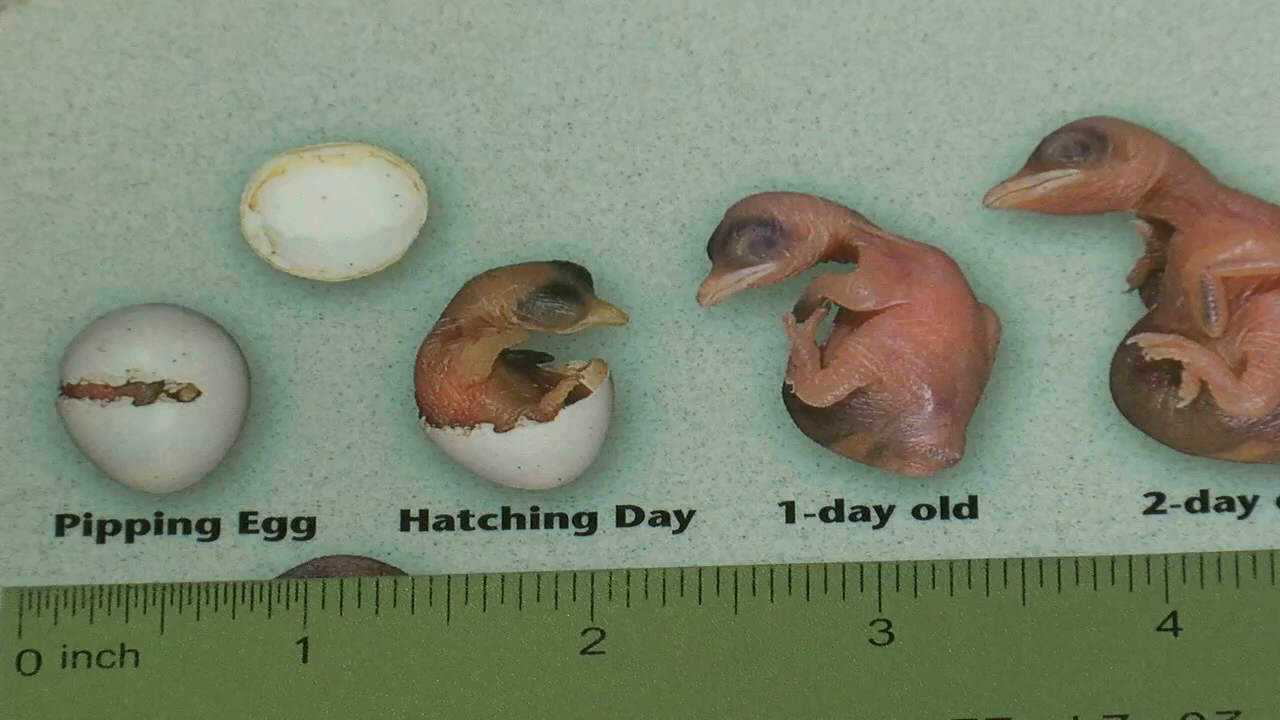 Pipping Egg
Hatching Day
1-day old
2-day
0 inch
1
2
3
4